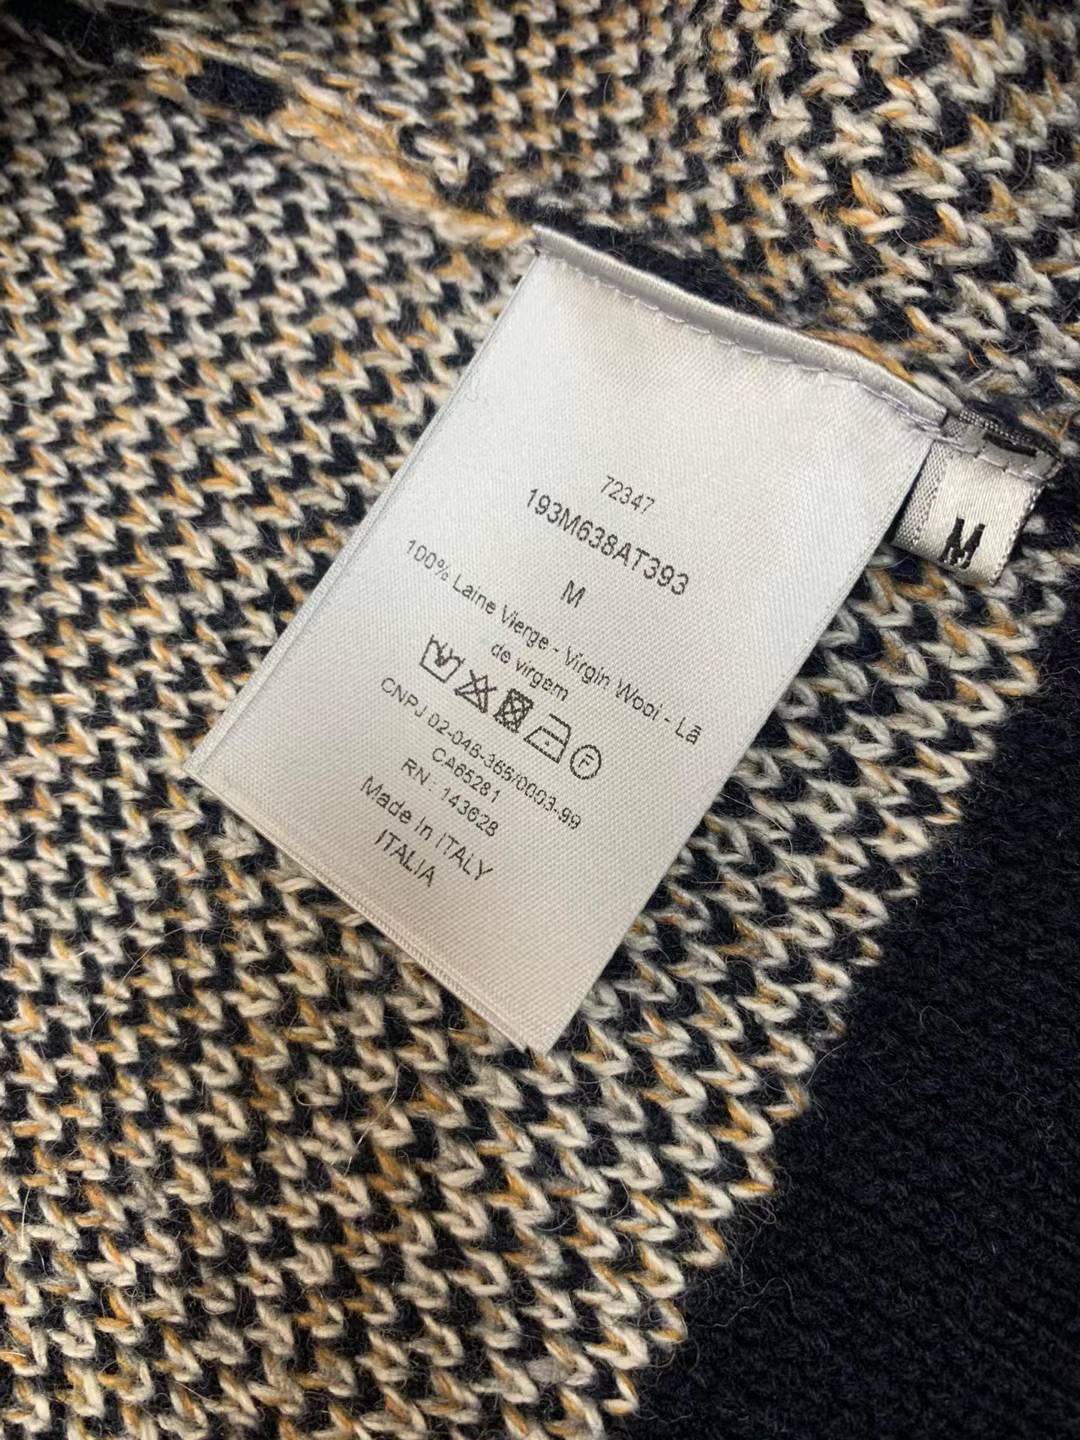 72347
193M638AT393
M
100% Laine Vierge - Virgin Wool - Lã
de virgem
F
CNPJ 02-046-365/0003-99
CA65281
RN: 143628
Made in ITALY
ITALIA
M